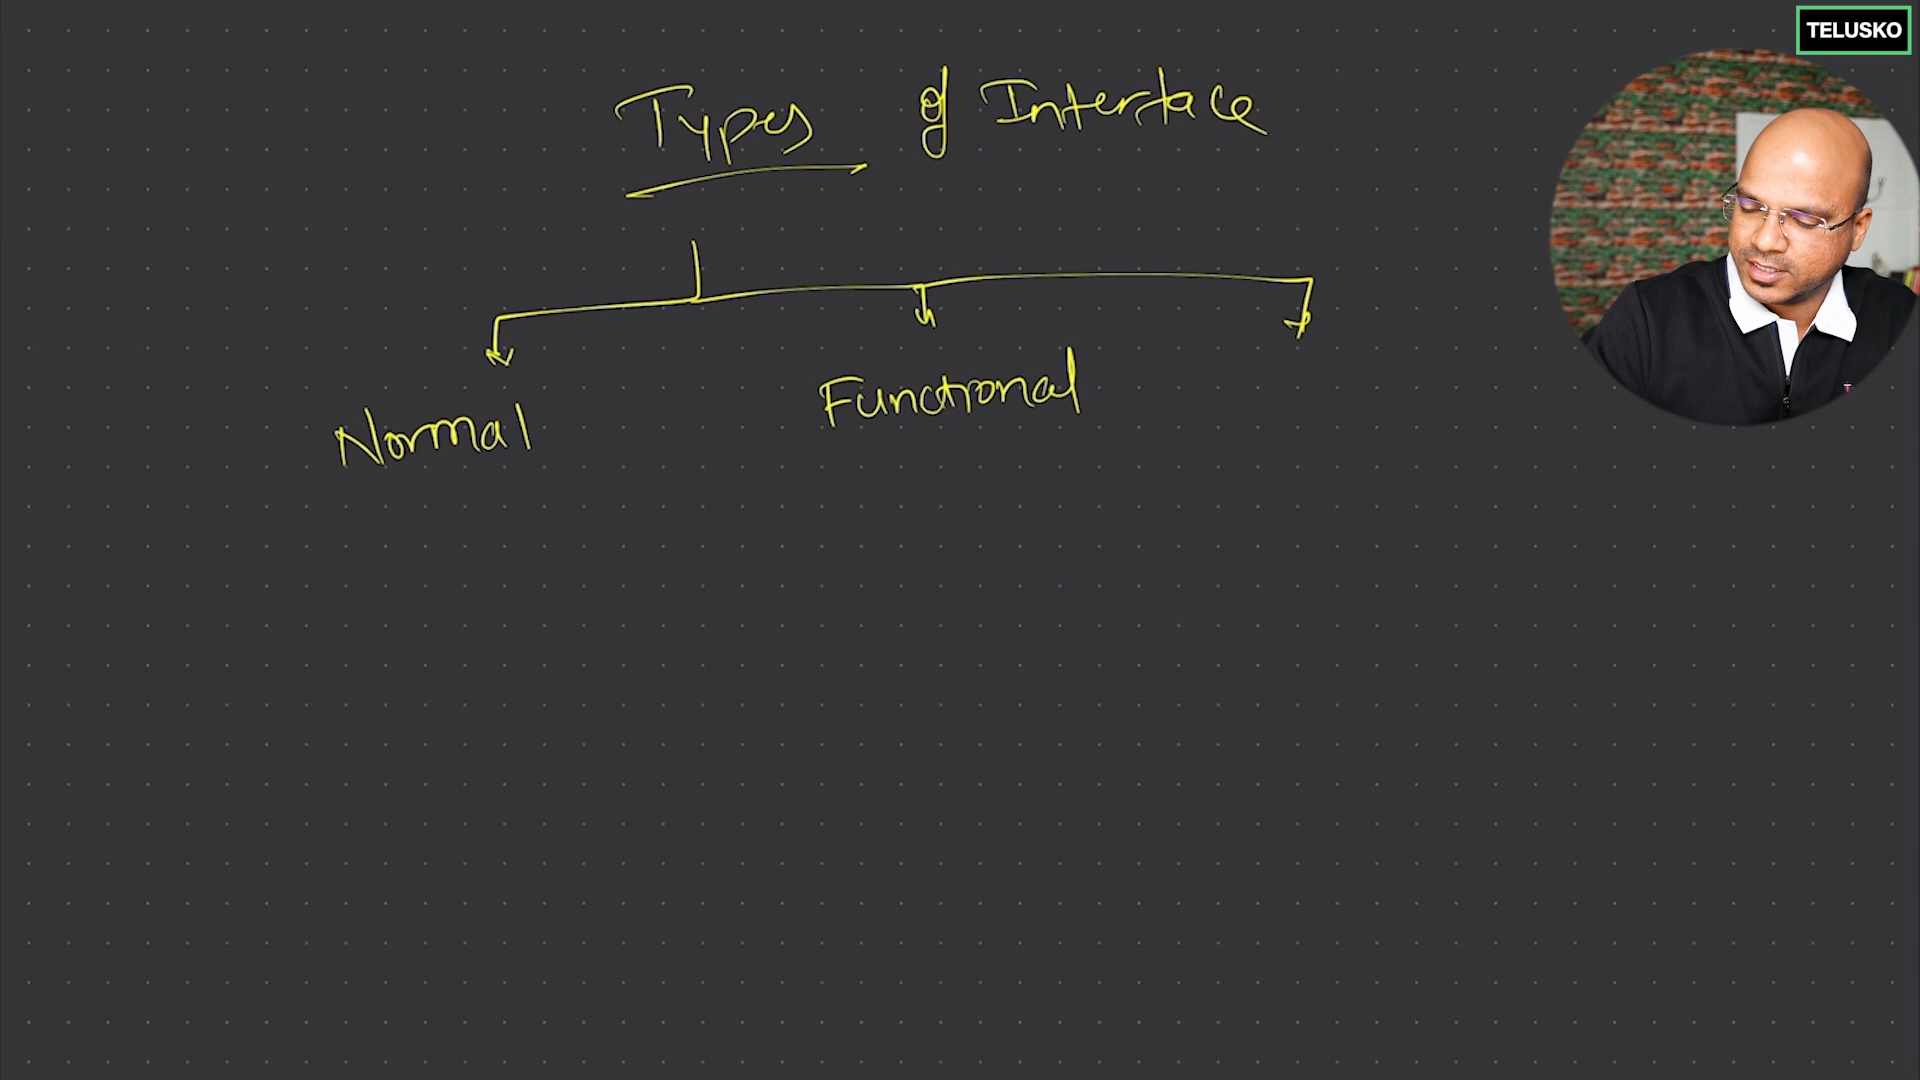 TELUSKO
Types of Interface
Normal
Functional